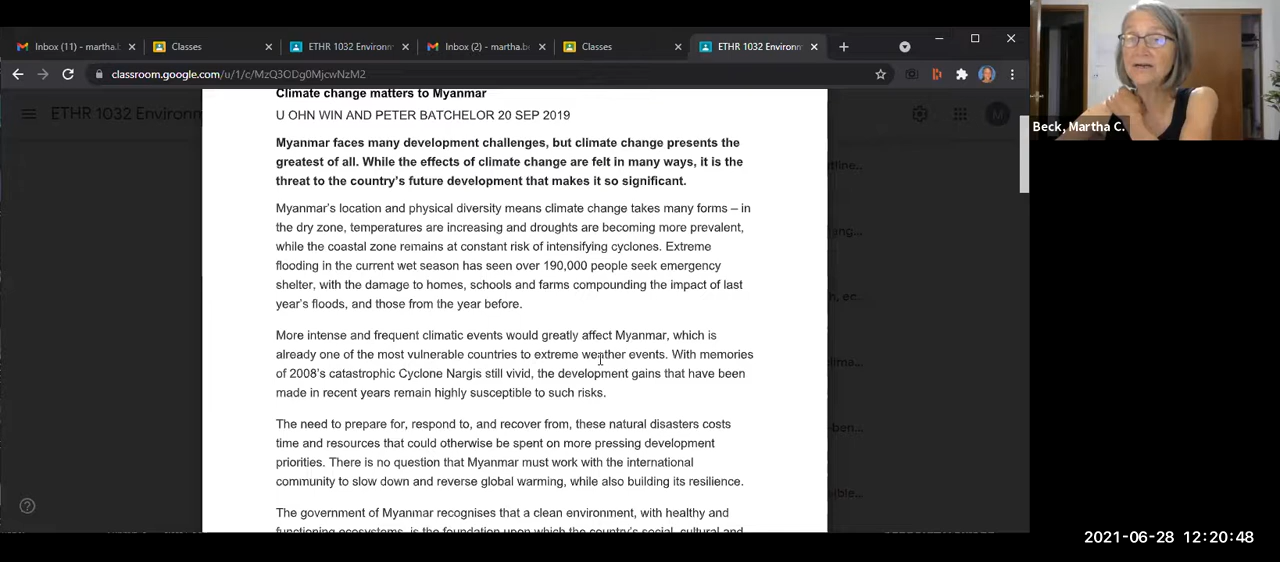 Inbox (11) - martha.b
Classes
ETHR 1032 Environm
Inbox (2) - martha.b
Classes
ETHR 1032 Environm
classroom.google.com/u/1/c/MzQ3ODg0MjcwNzM2
ETHR 1032 Environm
M
Climate change matters to Myanmar
U OHN WIN AND PETER BATCHELOR 20 SEP 2019
Myanmar faces many development challenges, but climate change presents the
greatest of all. While the effects of climate change are felt in many ways, it is the
threat to the country's future development that makes it so significant.
Myanmar's location and physical diversity means climate change takes many forms – in
the dry zone, temperatures are increasing and droughts are becoming more prevalent,
while the coastal zone remains at constant risk of intensifying cyclones. Extreme
flooding in the current wet season has seen over 190,000 people seek emergency
shelter, with the damage to homes, schools and farms compounding the impact of last
year's floods, and those from the year before.
More intense and frequent climatic events would greatly affect Myanmar, which is
already one of the most vulnerable countries to extreme weather events. With memories
of 2008's catastrophic Cyclone Nargis still vivid, the development gains that have been
made in recent years remain highly susceptible to such risks.
The need to prepare for, respond to, and recover from, these natural disasters costs
time and resources that could otherwise be spent on more pressing development
priorities. There is no question that Myanmar must work with the international
community to slow down and reverse global warming, while also building its resilience.
The government of Myanmar recognises that a clean environment, with healthy and
functioning ecosystems, is the foundation upon which the country's social, cultural and
Beck, Martha C.
2021-06-28 12:20:48